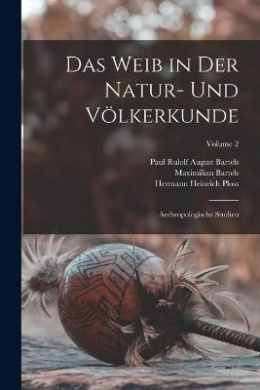 DAS WEIB IN DER
NATUR- UND
VÖLKERKUNDE
Volume 2
Paul Rulolf August Bartels
Maximilian Bartels
Hermann Heinrich Ploss
Anthropologische Studien